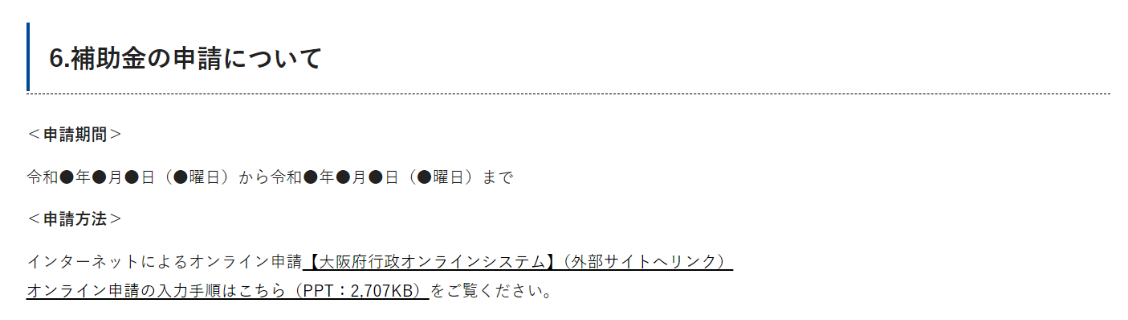 6.補助金の申請について
＜申請期間＞
令和●年●月●日（●曜日）から令和●年●月●日（●曜日）まで
＜申請方法＞
インターネットによるオンライン申請【大阪府行政オンラインシステム】（外部サイトへリンク）
オンライン申請の入力手順はこちら（PPT：2,707KB）をご覧ください。